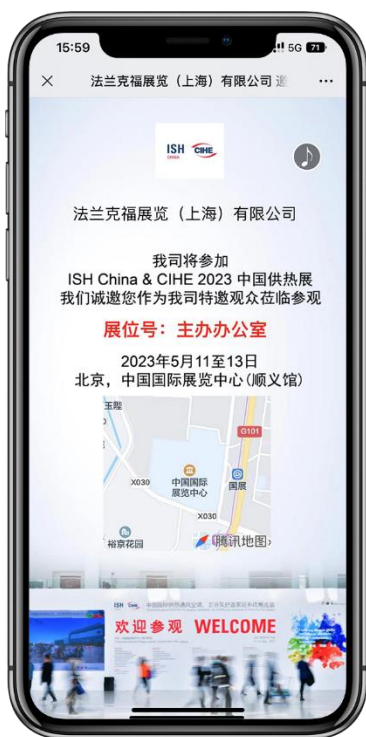 15:59
5G 71
法兰克福展览（上海）有限公司 邀
ISH CIHE
CHINA
法兰克福展览（上海）有限公司
我司将参加
ISH China & CIHE 2023 中国供热展
我们诚邀您作为我司特邀观众莅临参观
展位号：主办办公室
2023年5月11至13日
北京，中国国际展览中心(顺义馆)
玉墀
G101
X030
中国国际
展览中心
国展
X030
裕京花园
腾讯地图
欢迎参观 WELCOME